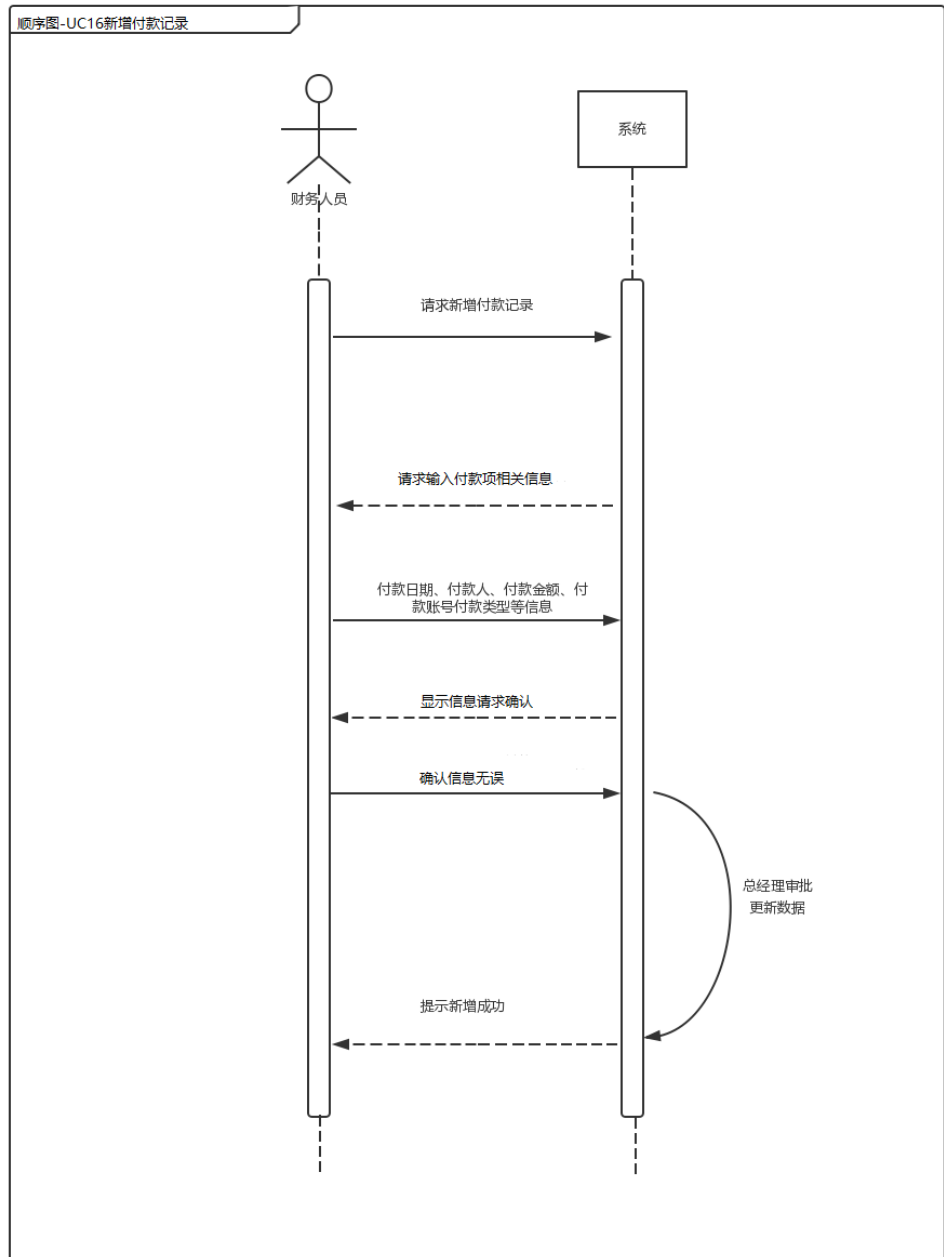 顺序图-UC16新增付款记录
系统
财务人员
请求新增付款记录
请求输入付款项相关信息
付款日期、付款人、付款金额、付
款账号付款类型等信息
显示信息请求确认
确认信息无误
总经理审批
更新数据
提示新增成功